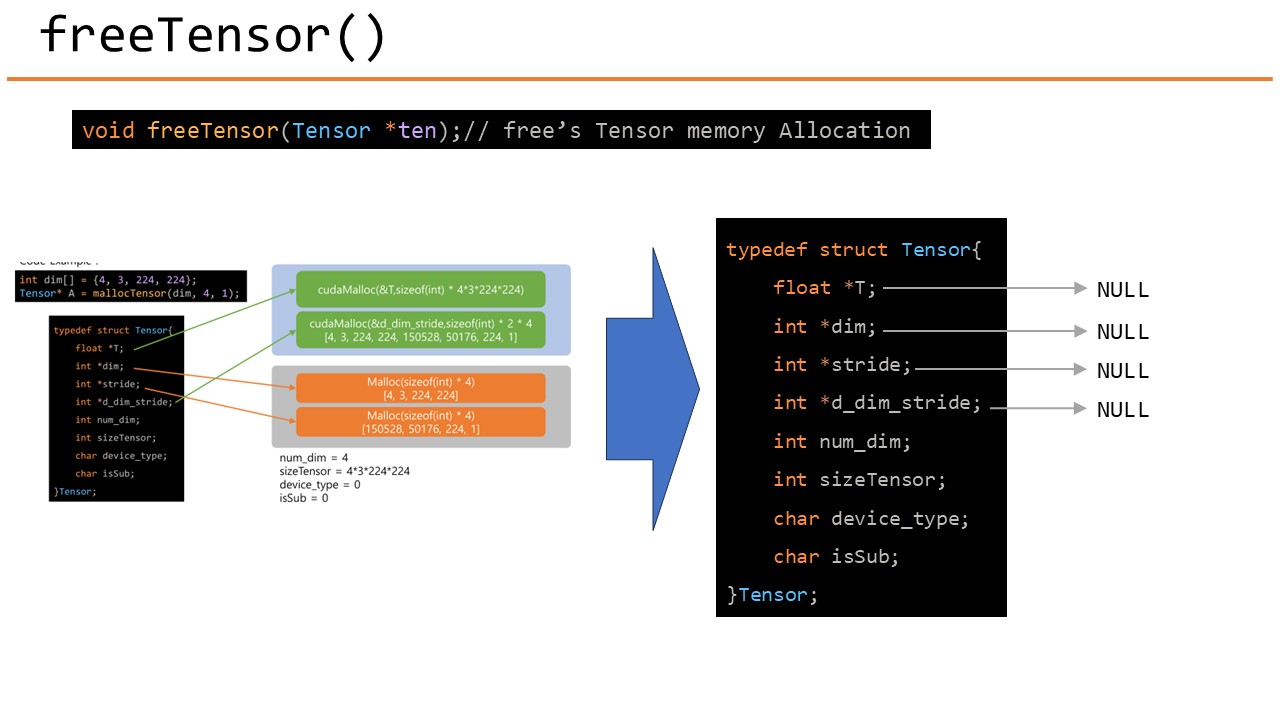 freeTensor()
void freeTensor(Tensor *ten);// free’s Tensor memory Allocation
Code Example :
int dim[] = {4, 3, 224, 224};
Tensor* A = mallocTensor(dim, 4, 1);
typedef struct Tensor{
float *T;
int *dim;
int *stride;
int *d_dim_stride;
int num_dim;
int sizeTensor;
char device_type;
char isSub;
}Tensor;
cudaMalloc(&T,sizeof(int) * 4*3*224*224)
cudaMalloc(&d_dim_stride,sizeof(int) * 2 * 4
[4, 3, 224, 224, 150528, 50176, 224, 1]
Malloc(sizeof(int) * 4)
[4, 3, 224, 224]
Malloc(sizeof(int) * 4)
[150528, 50176, 224, 1]
num_dim = 4
sizeTensor = 4*3*224*224
device_type = 0
isSub = 0
typedef struct Tensor{
float *T;
NULL
int *dim;
NULL
int *stride;
NULL
int *d_dim_stride;
NULL
int num_dim;
int sizeTensor;
char device_type;
char isSub;
}Tensor;